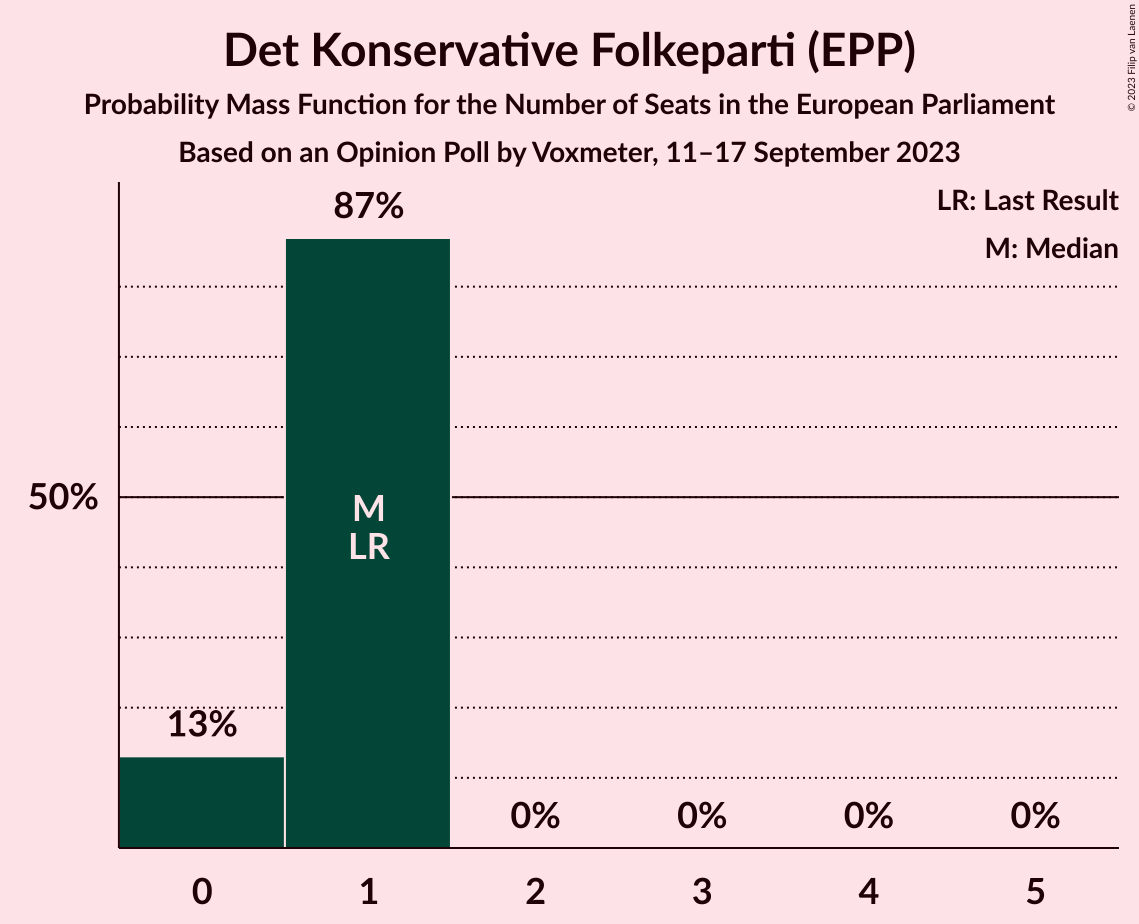 Det Konservative Folkeparti (EPP)
Probability Mass Function for the Number of Seats in the European Parliament
Based on an Opinion Poll by Voxmeter, 11–17 September 2023
© 2023 Filip van Laenen
LR: Last Result
M: Median
87%
50%
M
LR
13%
0%
0%
0%
0%
0
1
2
3
4
5